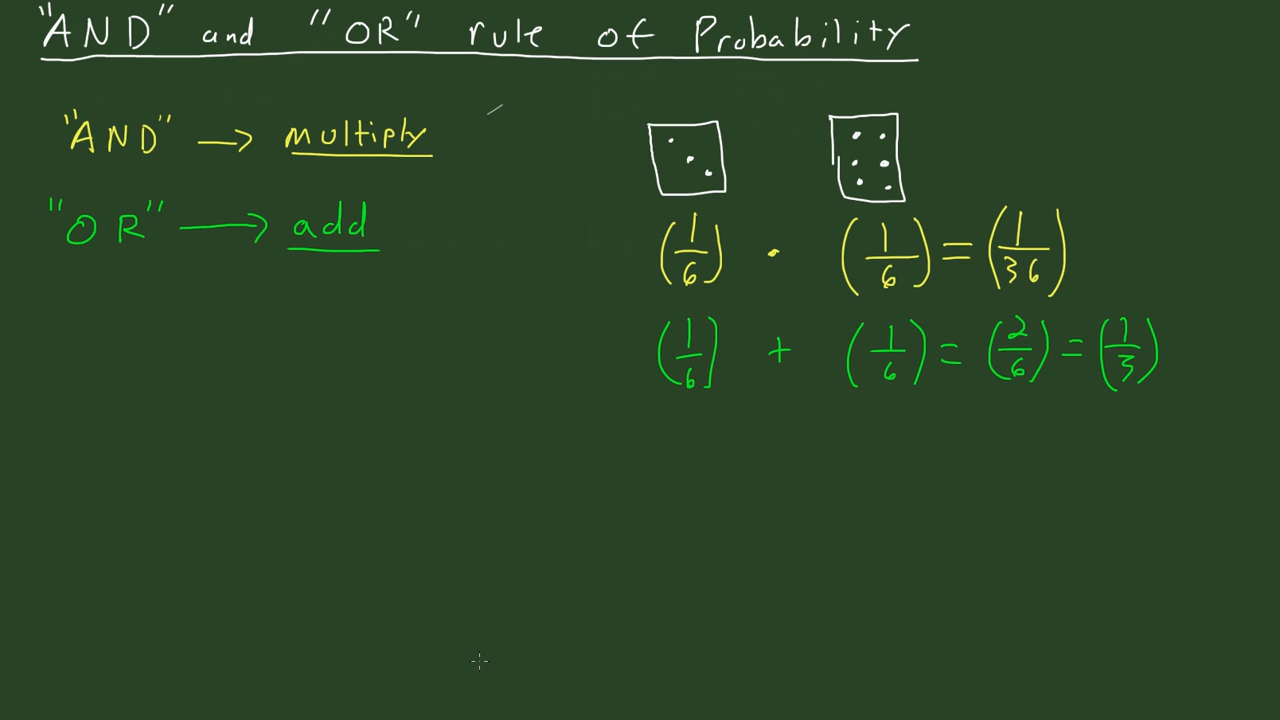 "AND" and "OR" rule of Probability
"AND" → multiply
"OR" → add
(1/6) · (1/6) = (1/36)
(1/6) + (1/6) = (2/6) = (1/3)